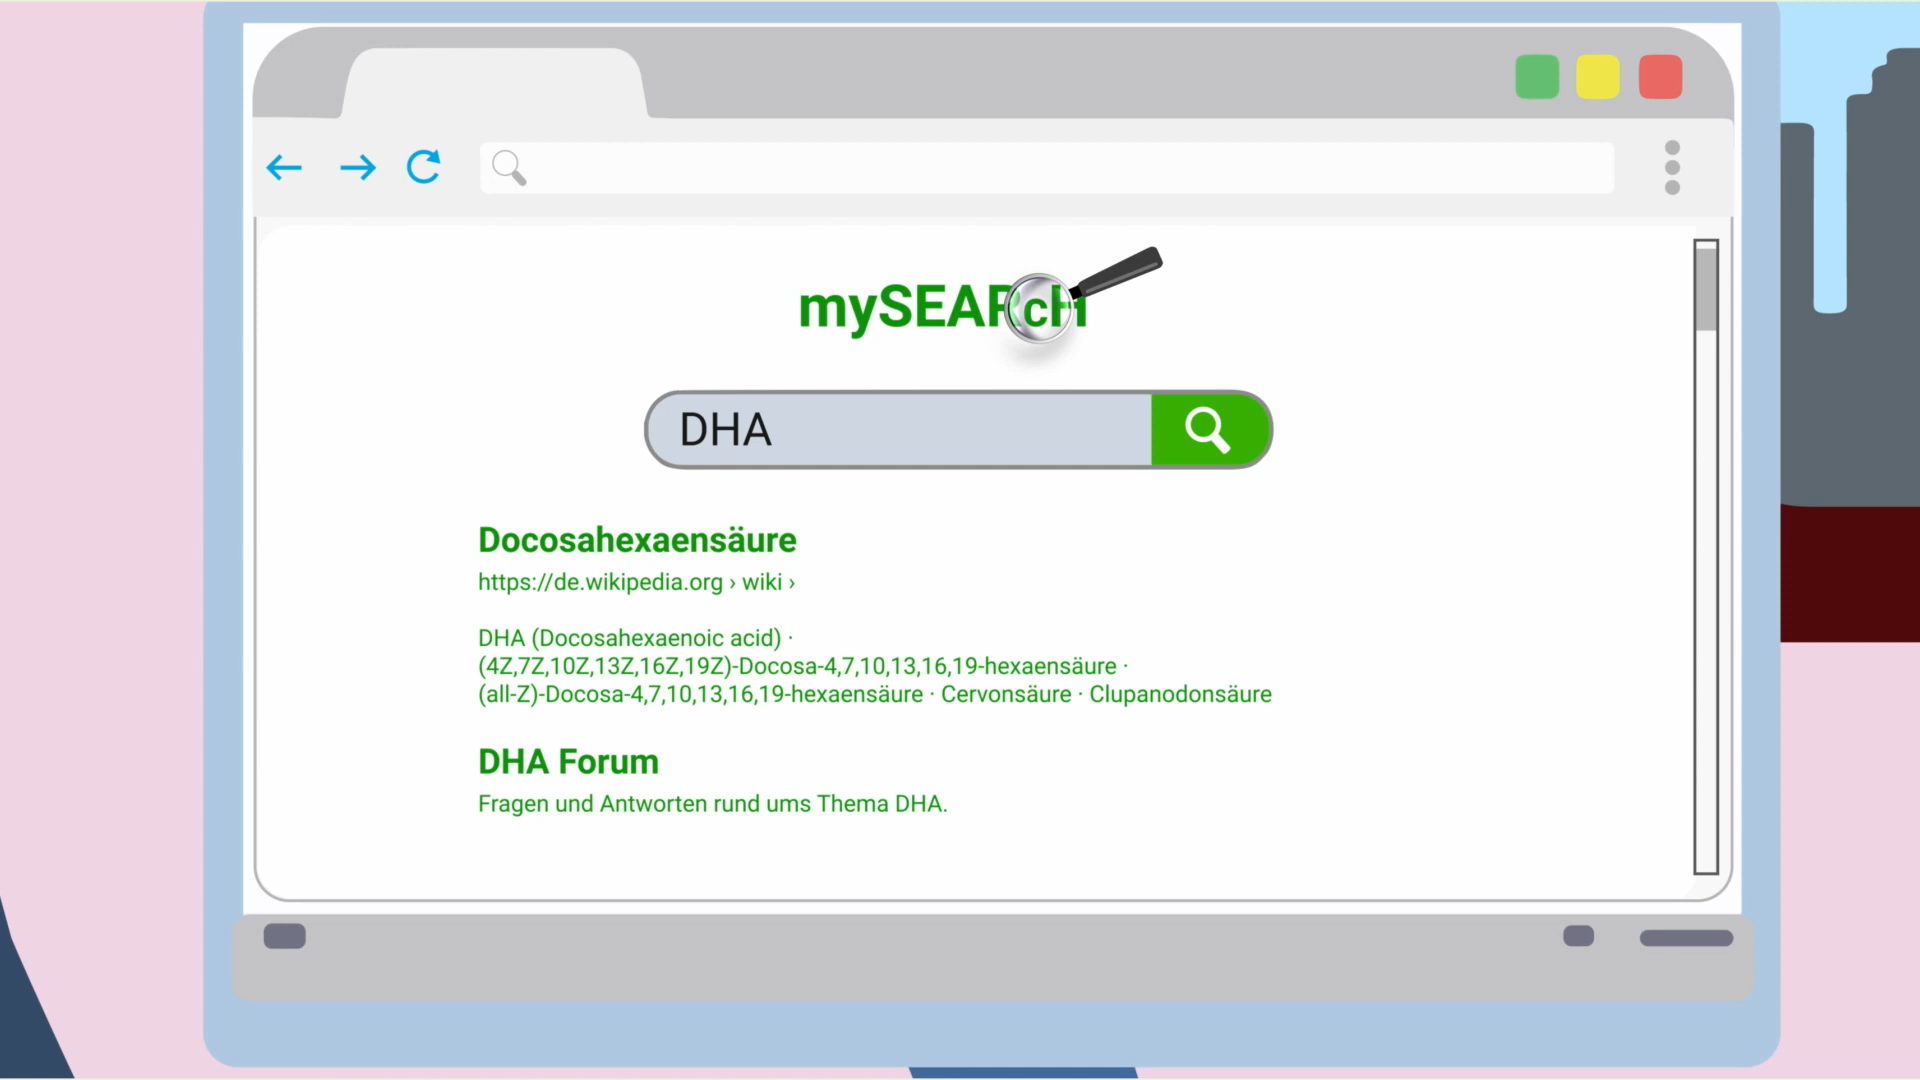 mySEARcH
DHA
Docosahexaensäure
https://de.wikipedia.org › wiki ›
DHA (Docosahexaenoic acid) ·
(4Z,7Z,10Z,13Z,16Z,19Z)-Docosa-4,7,10,13,16,19-hexaensäure ·
(all-Z)-Docosa-4,7,10,13,16,19-hexaensäure · Cervonsäure · Clupanodonsäure
DHA Forum
Fragen und Antworten rund ums Thema DHA.